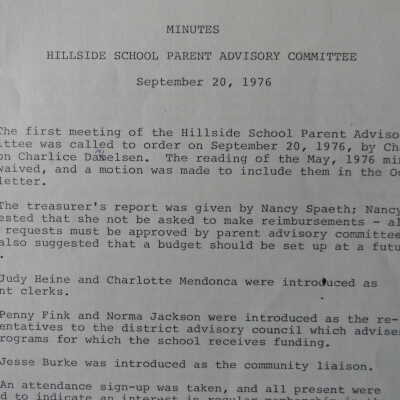 MINUTES
HILLSIDE SCHOOL PARENT ADVISORY COMMITTEE
September 20, 1976
The first meeting of the Hillside School Parent Adviso
ittee was called to order on September 20, 1976, by Ch
on Charlice Danelsen. The reading of the May, 1976 min
waived, and a motion was made to include them in the Oc
letter.
The treasurer's report was given by Nancy Spaeth; Nancy
ested that she not be asked to make reimbursements - al
requests must be approved by parent advisory committee
also suggested that a budget should be set up at a futu
.
Judy Heine and Charlotte Mendonca were introduced as
nt clerks.
Penny Fink and Norma Jackson were introduced as the re-
entatives to the district advisory council which advise
rograms for which the school receives funding.
Jesse Burke was introduced as the community liaison.
An attendance sign-up was taken, and all present were
d to indicate an interest in regular membership